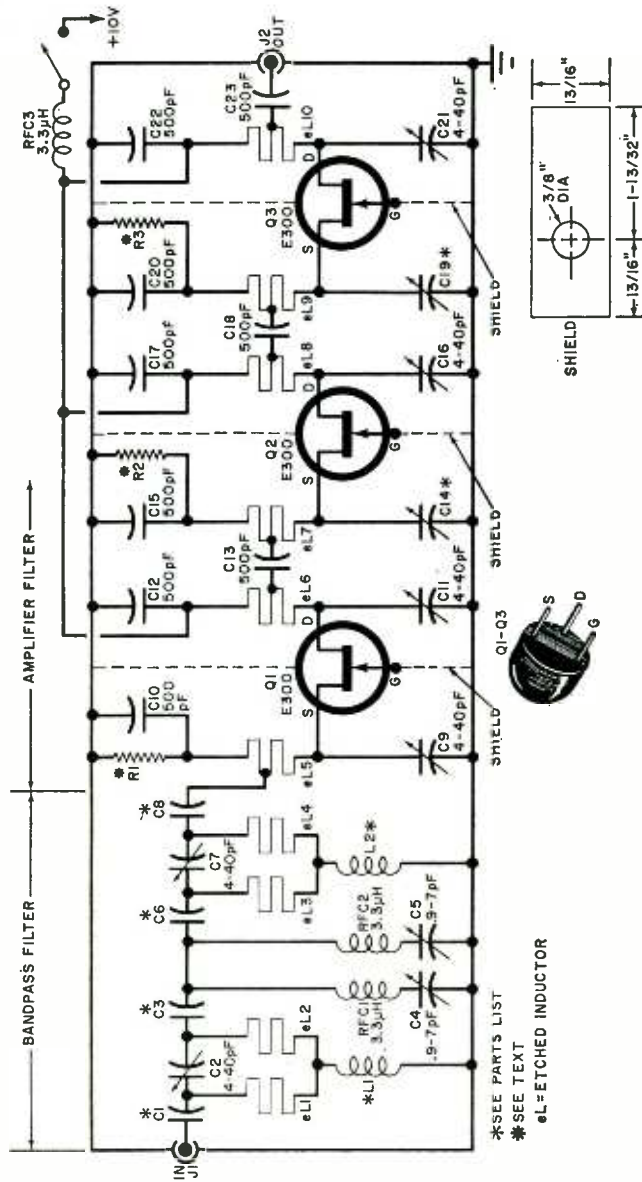 BANDPASS FILTER
AMPLIFIER FILTER
RFC3
3.3µH
+10V
IN
J1
*C1
C2
4-40pF
*C3
*C6
C7
4-40pF
*C8
eL1
eL2
eL3
eL4
*L1
RFC1
3.3µH
C4
.9-7pF
RFC2
3.3µH
C5
.9-7pF
L2*
*R1
C10
500
pF
eL5
C9
4-40pF
S
Q1
E300
G
D
SHIELD
C12
500pF
eL6
C11
4-40pF
C13
500pF
C15
500pF
*R2
eL7
C14*
S
Q2
E300
G
D
SHIELD
C17
500pF
eL8
C16
4-40pF
C18
500pF
C20
500pF
*R3
eL9
C19*
S
Q3
E300
G
D
SHIELD
C22
500pF
C23
500pF
eL10
C21
4-40pF
J2
OUT
*SEE PARTS LIST
*SEE TEXT
eL=ETCHED INDUCTOR
Q1-Q3
S
D
G
SHIELD
3/8"
DIA
13/16"
13/16"
1-13/32"